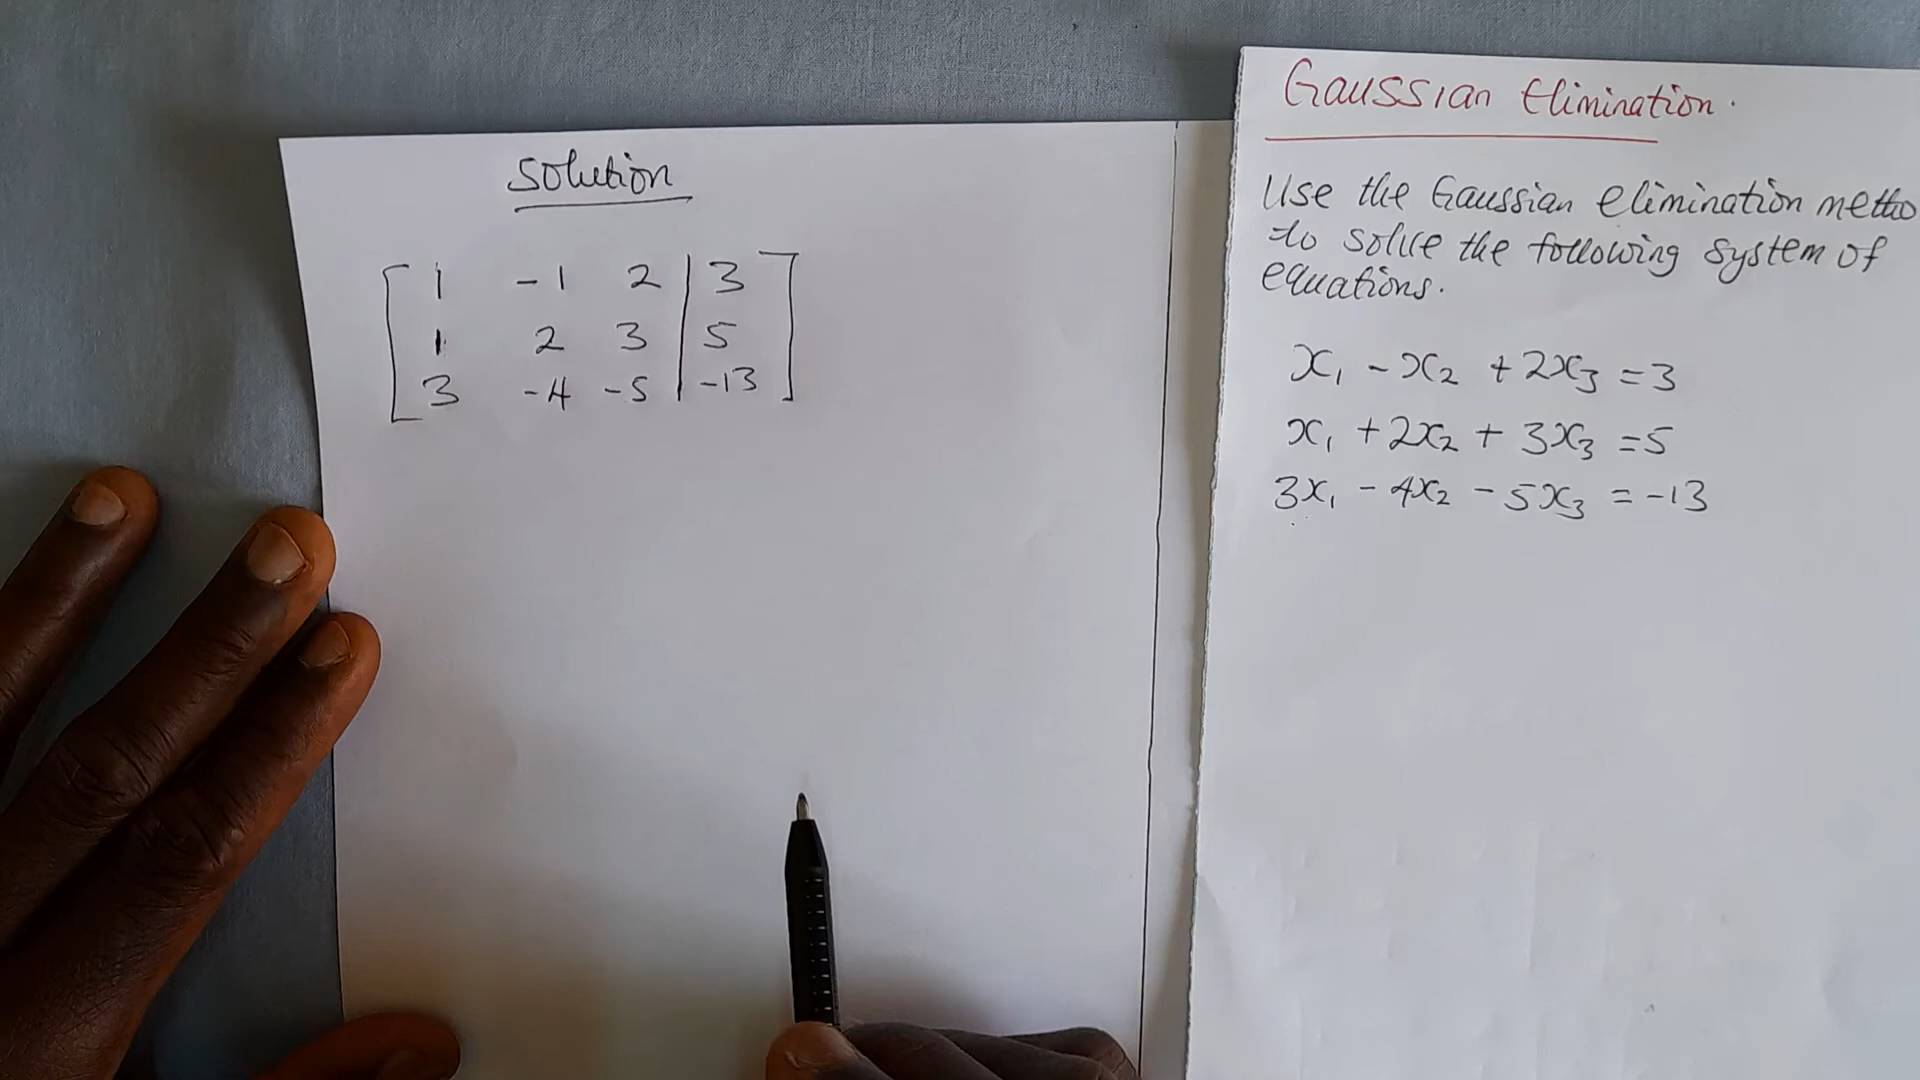 Solution
1 -1 2 | 3
1 2 3 | 5
3 -4 -5 | -13
Gaussian Elimination.
Use the Gaussian elimination metho
to solve the following system of
equations.
x₁ - x₂ + 2x₃ = 3
x₁ + 2x₂ + 3x₃ = 5
3x₁ - 4x₂ - 5x₃ = -13